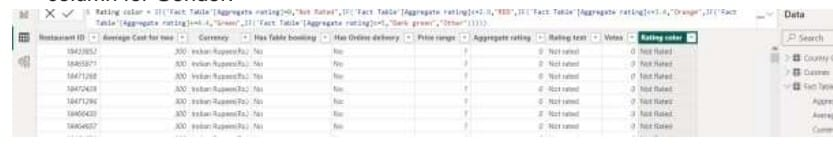 column for Gender.
Rating color = IF('Fact Table'[Aggregate rating]=0,"Not Rated",IF('Fact Table'[Aggregate rating]<=2.0,"RED",IF('Fact Table'[Aggregate rating]<=3.4,"Orange",IF('Fact
Table'[Aggregate rating]<=4.4,"Green",IF('Fact Table'[Aggregate rating]<=5,"Dark green","Other")))))
Data
Restaurant ID Average Cost for two Currency Has Table booking Has Online delivery Price range Aggregate rating Rating text Votes Rating color
Search
18433852 300 Indian Rupees(Rs.) No No 1 0 Not rated 0 Not Rated
Country
18465871 300 Indian Rupees(Rs.) No No 1 0 Not rated 0 Not Rated
Cuisines
18471268 300 Indian Rupees(Rs.) No No 1 0 Not rated 0 Not Rated
Fact Table
18472428 300 Indian Rupees(Rs.) No No 1 0 Not rated 0 Not Rated
18471296 300 Indian Rupees(Rs.) No No 1 0 Not rated 0 Not Rated
18466430 300 Indian Rupees(Rs.) No No 1 0 Not rated 0 Not Rated
18464637 300 Indian Rupees(Rs.) No No 1 0 Not rated 0 Not Rated